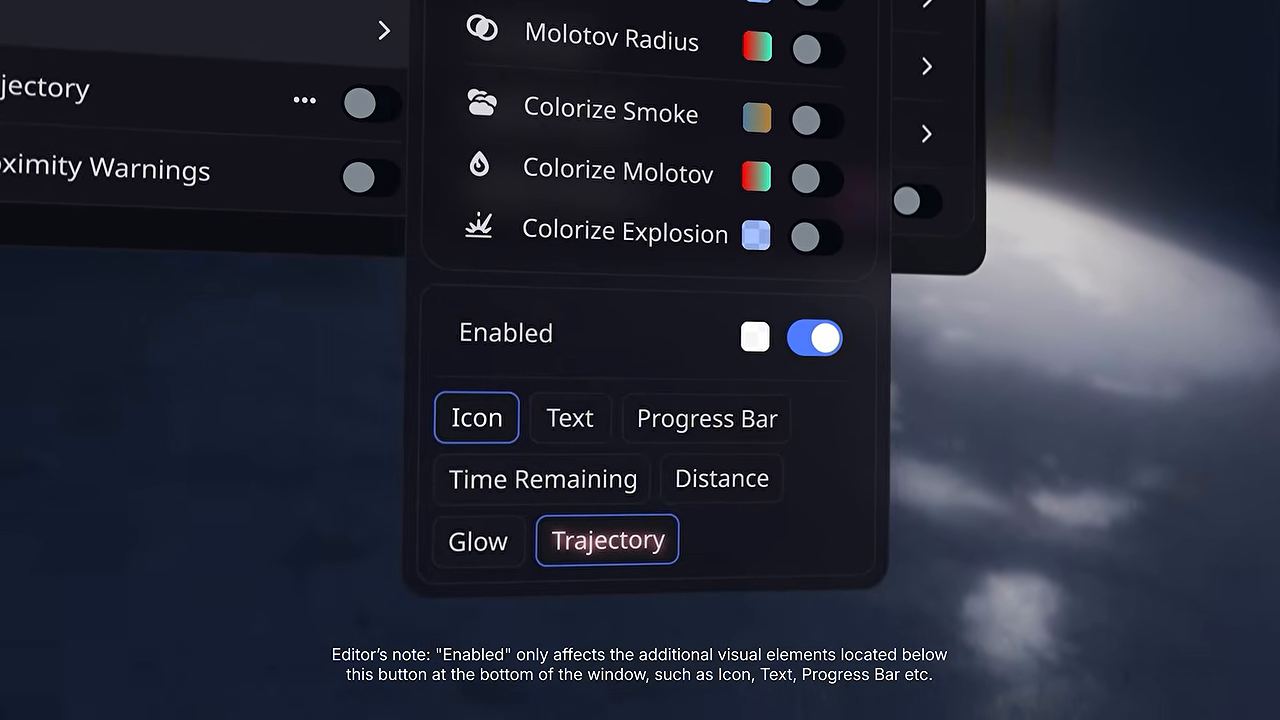 jectory
oximity Warnings
Molotov Radius
Colorize Smoke
Colorize Molotov
Colorize Explosion
Enabled
Icon Text Progress Bar
Time Remaining Distance
Glow Trajectory
Editor's note: "Enabled" only affects the additional visual elements located below
this button at the bottom of the window, such as Icon, Text, Progress Bar etc.